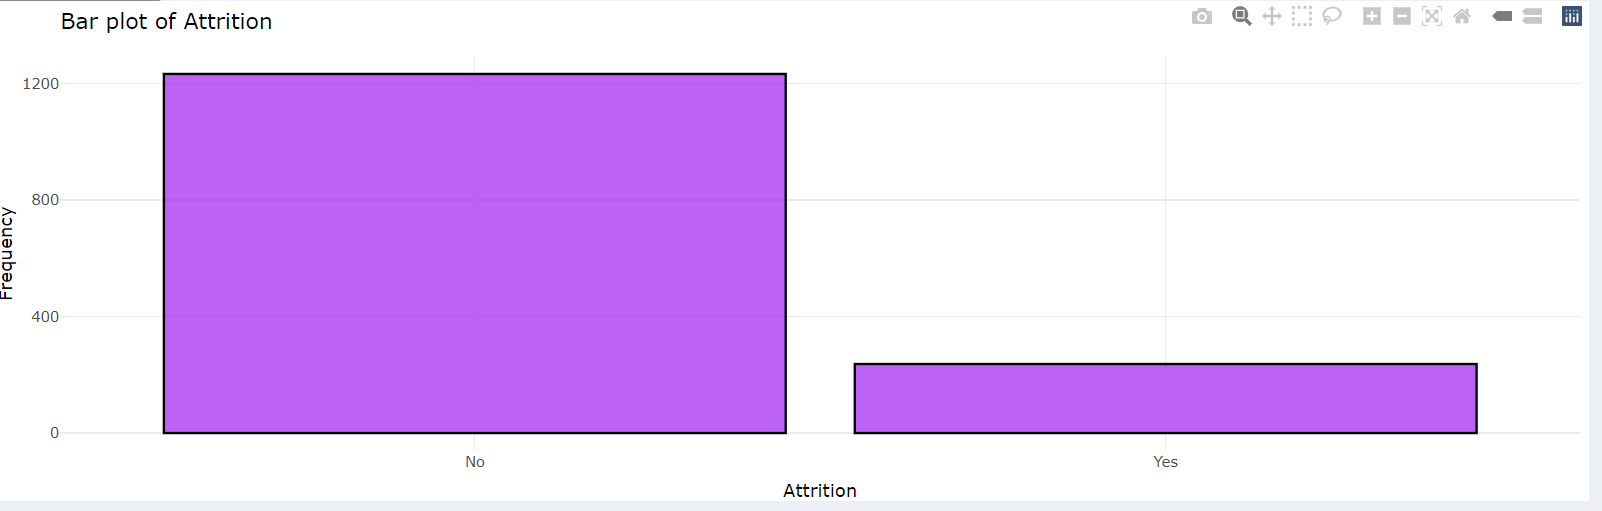 Bar plot of Attrition
1200
800
400
0
Frequency
No
Yes
Attrition